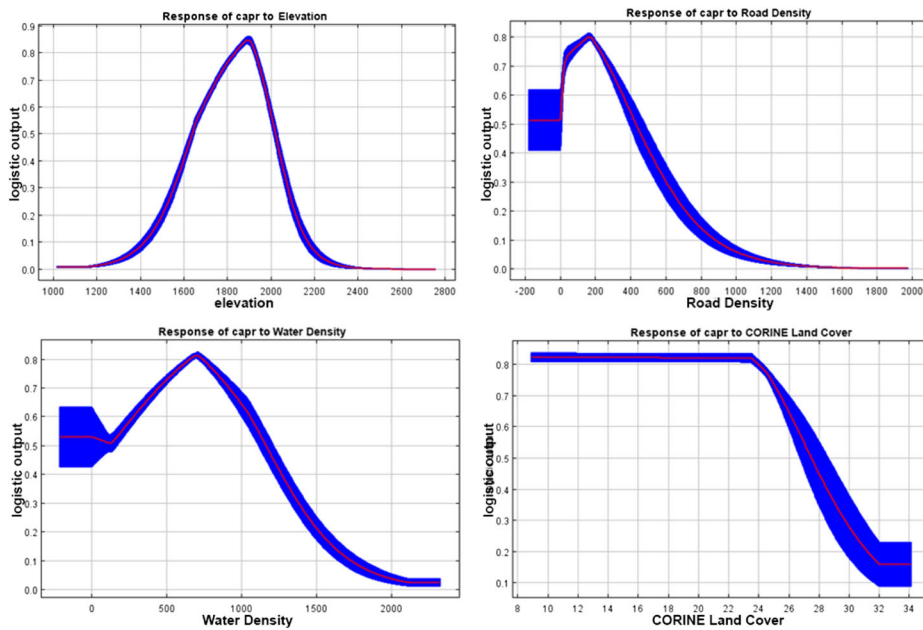 Response of capr to Elevation
0.9
0.8
0.7
0.6
0.5
0.4
0.3
0.2
0.1
0.0
logistic output
1000 1200 1400 1600 1800 2000 2200 2400 2600 2800
elevation
Response of capr to Road Density
0.8
0.7
0.6
0.5
0.4
0.3
0.2
0.1
0.0
logistic output
-200 0 200 400 600 800 1000 1200 1400 1600 1800 2000
Road Density
Response of capr to Water Density
0.8
0.7
0.6
0.5
0.4
0.3
0.2
0.1
0.0
logistic output
0 500 1000 1500 2000
Water Density
Response of capr to CORINE Land Cover
0.8
0.7
0.6
0.5
0.4
0.3
0.2
0.1
logistic output
8 10 12 14 16 18 20 22 24 26 28 30 32 34
CORINE Land Cover